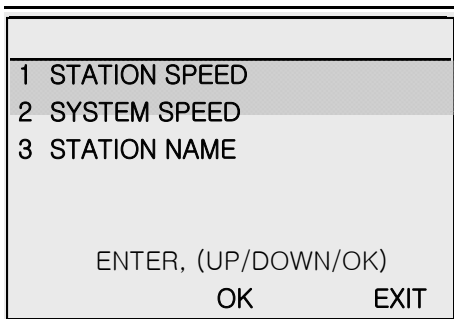 1 STATION SPEED
2 SYSTEM SPEED
3 STATION NAME
ENTER, (UP/DOWN/OK)
OK EXIT